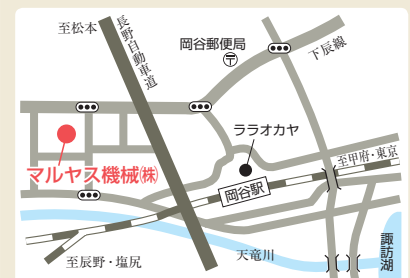 至松本
長野自動車道
岡谷郵便局
〒
下辰線
ララオカヤ
至甲府・東京
マルヤス機械㈱
岡谷駅
諏訪湖
天竜川
至辰野・塩尻